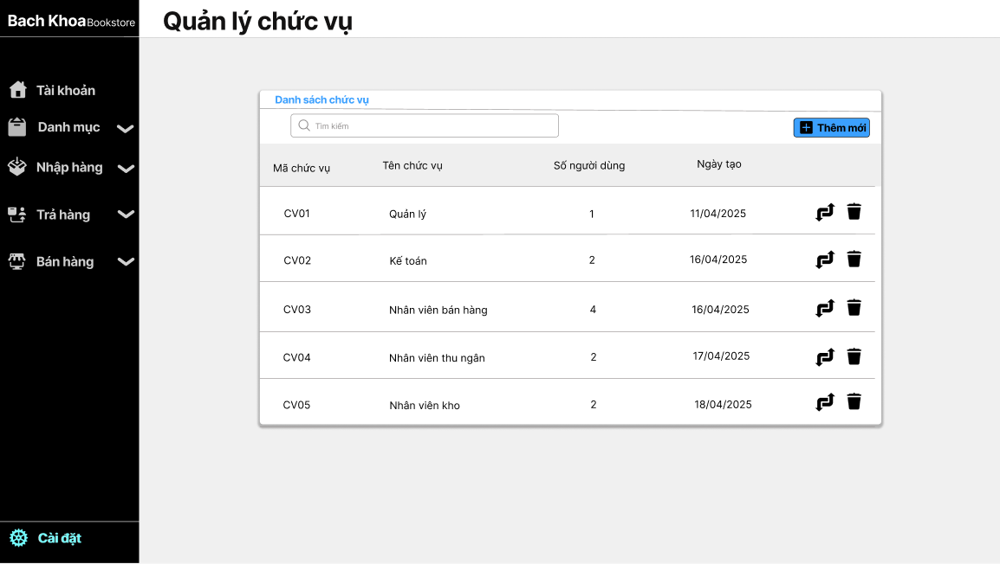 Bach Khoa Bookstore
Quản lý chức vụ
Tài khoản
Danh mục
Nhập hàng
Trả hàng
Bán hàng
Cài đặt
Danh sách chức vụ
Tìm kiếm
Thêm mới
Mã chức vụ Tên chức vụ Số người dùng Ngày tạo
CV01 Quản lý 1 11/04/2025
CV02 Kế toán 2 16/04/2025
CV03 Nhân viên bán hàng 4 16/04/2025
CV04 Nhân viên thu ngân 2 17/04/2025
CV05 Nhân viên kho 2 18/04/2025